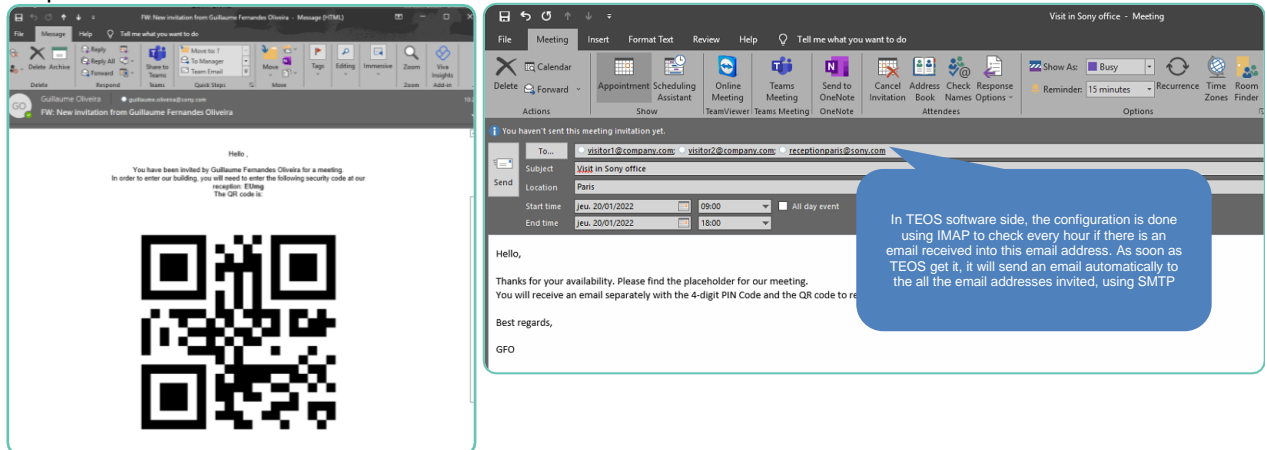 FW: New invitation from Guillaume Fernandes Oliveira - Message (HTML)
File Message Help Tell me what you want to do
Delete Archive
Reply
Reply All
Forward
Share to Teams
Move to: ?
To Manager
Team Email
Move
Tags
Editing
Immersive
Zoom
Viva Insights
Delete Respond Teams Quick Steps Move Zoom Add-in
GO
Guillaume Oliveira guillaume.oliveira@sony.com
FW: New invitation from Guillaume Fernandes Oliveira
Hello ,
You have been invited by Guillaume Fernandes Oliveira for a meeting.
In order to enter our building, you will need to enter the following security code at our
reception: EUmg
The QR code is:
Visit in Sony office - Meeting
File Meeting Insert Format Text Review Help Tell me what you want to do
Delete
Calendar
Forward
Appointment
Scheduling Assistant
Online Meeting
Teams Meeting
Send to OneNote
Cancel Invitation
Address Book
Check Names
Response Options
Show As: Busy
Reminder: 15 minutes
Recurrence
Time Zones
Room Finder
Actions Show TeamViewer Teams Meeting OneNote Attendees Options
You haven't sent this meeting invitation yet.
Send
To... visitor1@company.com; visitor2@company.com; receptionparis@sony.com
Subject Visit in Sony office
Location Paris
Start time jeu. 20/01/2022 09:00 All day event
End time jeu. 20/01/2022 18:00
Hello,
Thanks for your availability. Please find the placeholder for our meeting.
You will receive an email separately with the 4-digit PIN Code and the QR code to re
Best regards,
GFO
In TEOS software side, the configuration is done
using IMAP to check every hour if there is an
email received into this email address. As soon as
TEOS get it, it will send an email automatically to
the all the email addresses invited, using SMTP